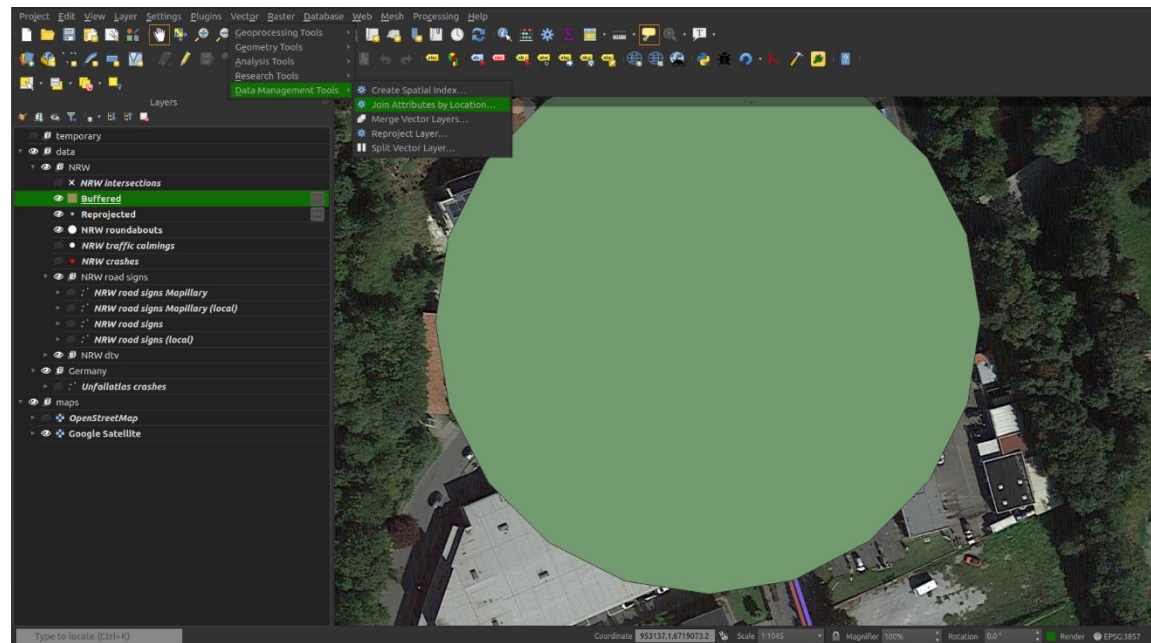 Project Edit View Layer Settings Plugins Vector Raster Database Web Mesh Processing Help
Geoprocessing Tools
Geometry Tools
Analysis Tools
Research Tools
Data Management Tools
Create Spatial Index...
Join Attributes by Location...
Merge Vector Layers...
Reproject Layer...
Split Vector Layer...
Layers
temporary
data
NRW
NRW intersections
Buffered
Reprojected
NRW roundabouts
NRW traffic calmings
NRW crashes
NRW road signs
NRW road signs Mapillary
NRW road signs Mapillary (local)
NRW road signs
NRW road signs (local)
NRW dtv
Germany
Unfallatlas crashes
maps
OpenStreetMap
Google Satellite
Type to locate (Ctrl+K)
Coordinate 953137.1,6719073.2 Scale 1:1045 Magnifier 100% Rotation 0,0° Render EPSG:3857